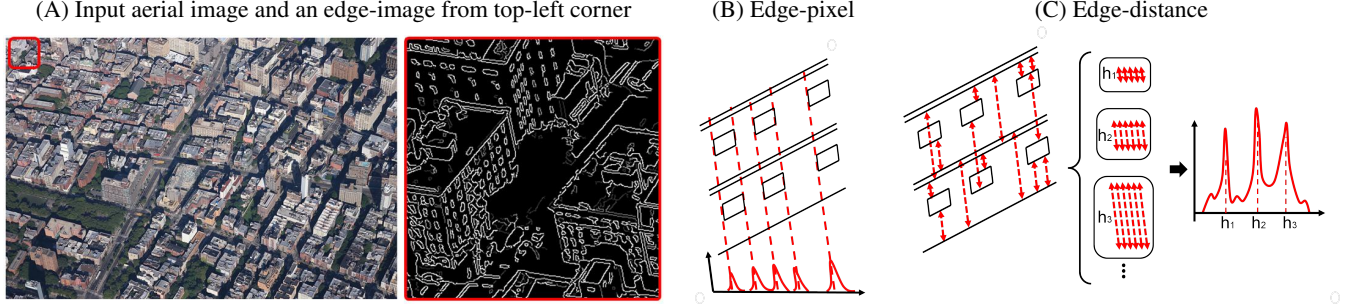 (A) Input aerial image and an edge-image from top-left corner
(B) Edge-pixel
(C) Edge-distance
h1
h2
h3
h1 h2 h3